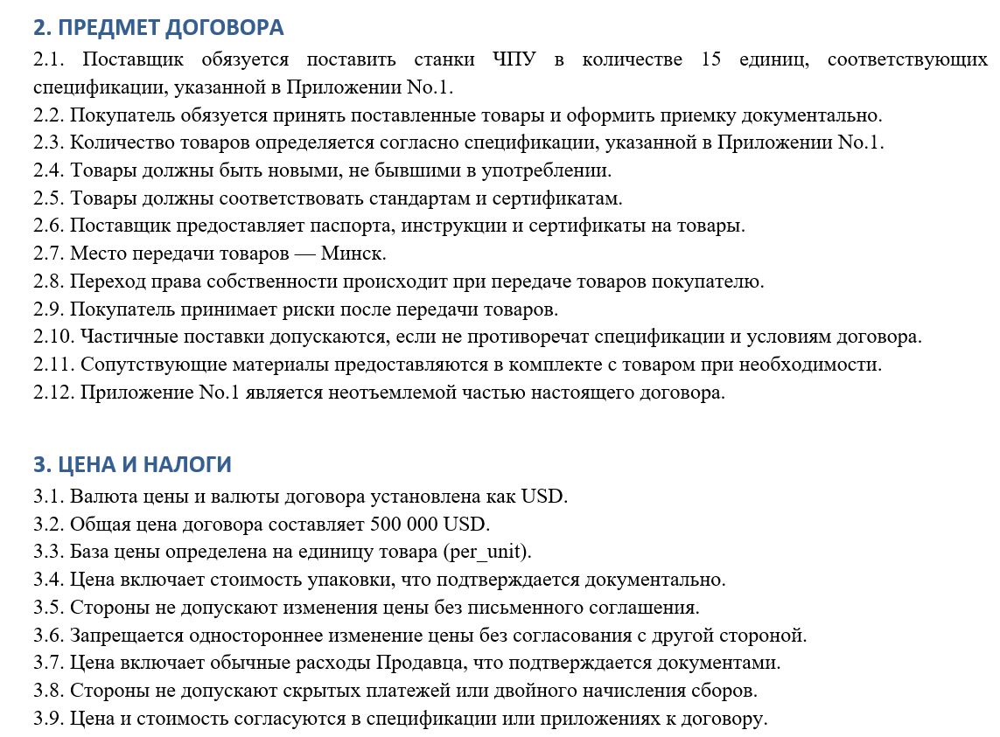 2. ПРЕДМЕТ ДОГОВОРА
2.1. Поставщик обязуется поставить станки ЧПУ в количестве 15 единиц, соответствующих
спецификации, указанной в Приложении No.1.
2.2. Покупатель обязуется принять поставленные товары и оформить приемку документально.
2.3. Количество товаров определяется согласно спецификации, указанной в Приложении No.1.
2.4. Товары должны быть новыми, не бывшими в употреблении.
2.5. Товары должны соответствовать стандартам и сертификатам.
2.6. Поставщик предоставляет паспорта, инструкции и сертификаты на товары.
2.7. Место передачи товаров — Минск.
2.8. Переход права собственности происходит при передаче товаров покупателю.
2.9. Покупатель принимает риски после передачи товаров.
2.10. Частичные поставки допускаются, если не противоречат спецификации и условиям договора.
2.11. Сопутствующие материалы предоставляются в комплекте с товаром при необходимости.
2.12. Приложение No.1 является неотъемлемой частью настоящего договора.
3. ЦЕНА И НАЛОГИ
3.1. Валюта цены и валюты договора установлена как USD.
3.2. Общая цена договора составляет 500 000 USD.
3.3. База цены определена на единицу товара (per_unit).
3.4. Цена включает стоимость упаковки, что подтверждается документально.
3.5. Стороны не допускают изменения цены без письменного соглашения.
3.6. Запрещается одностороннее изменение цены без согласования с другой стороной.
3.7. Цена включает обычные расходы Продавца, что подтверждается документами.
3.8. Стороны не допускают скрытых платежей или двойного начисления сборов.
3.9. Цена и стоимость согласуются в спецификации или приложениях к договору.